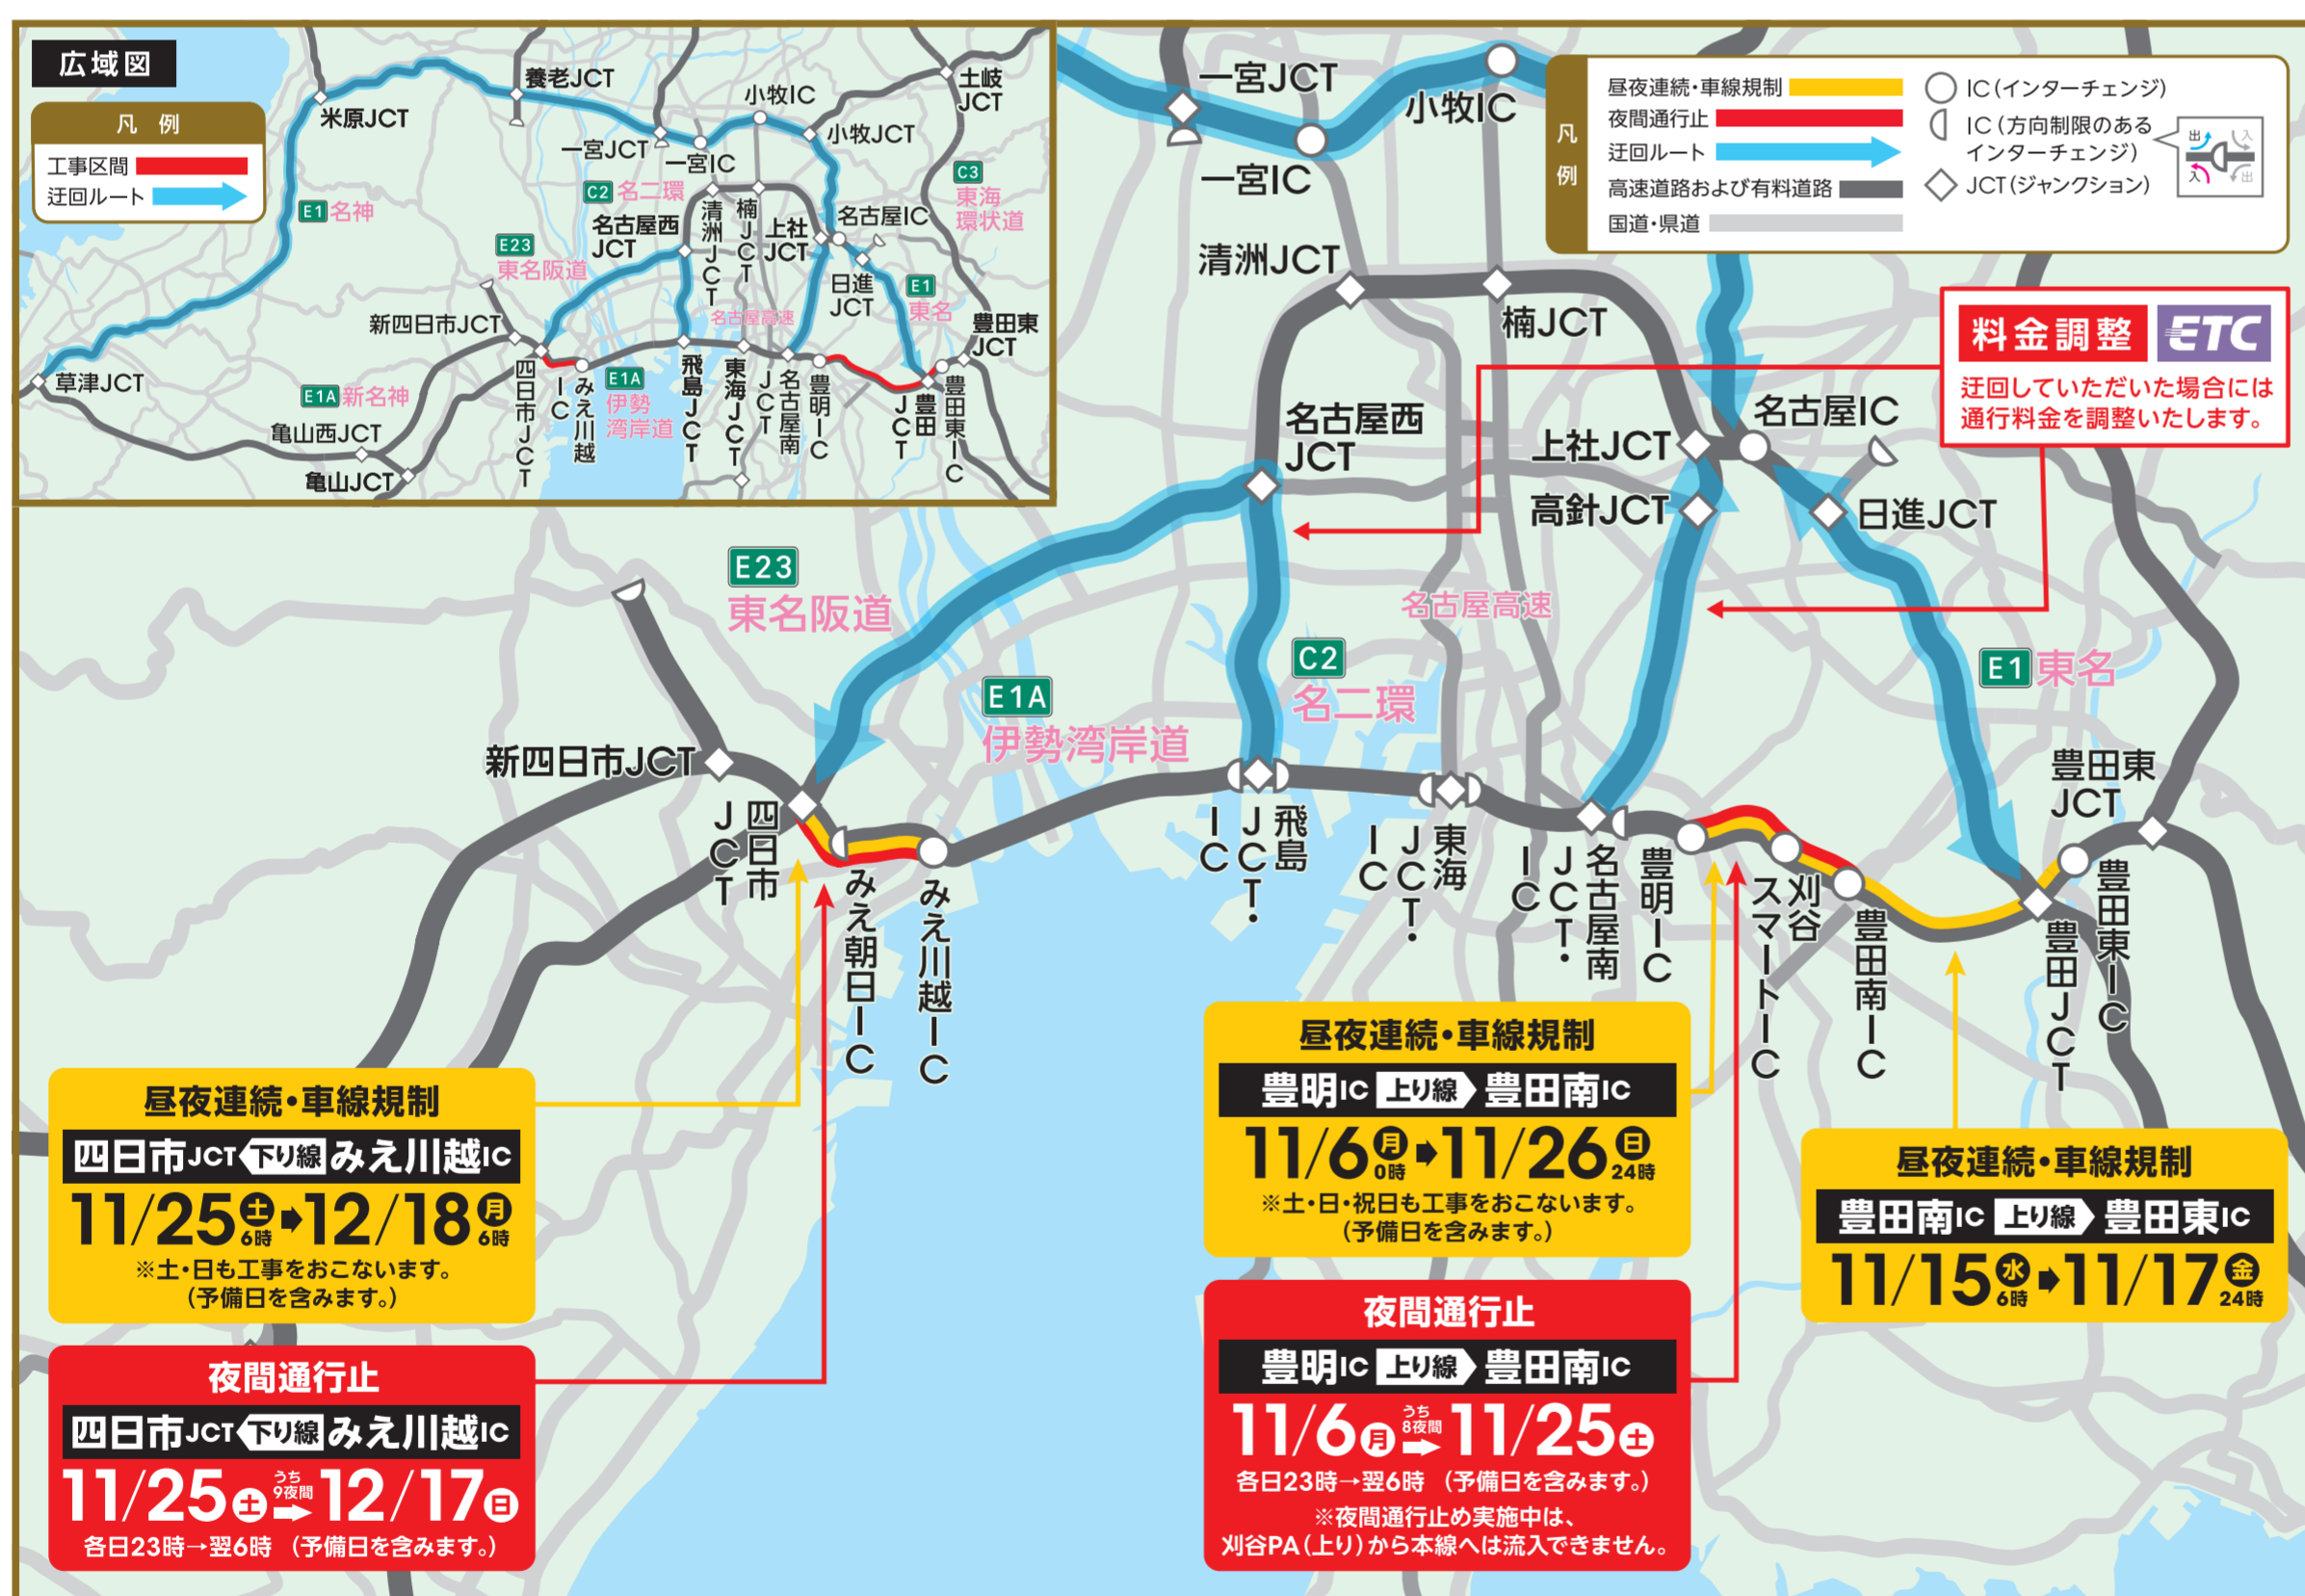 広域図
凡 例
工事区間
迂回ルート
米原JCT
養老JCT
一宮JCT
一宮IC
小牧IC
小牧JCT
土岐
JCT
E1 名神
C2 名二環
C3
東海
環状道
E23
東名阪道
名古屋西
JCT
清洲JCT
楠JCT
上社
JCT
名古屋IC
日進
JCT
E1
東名
名古屋高速
新四日市JCT
豊田東
JCT
草津JCT
E1A 新名神
亀山西JCT
亀山JCT
四日市JCT
みえ川越IC
E1A
伊勢
湾岸道
飛島JCT
東海JCT
名古屋南JCT
豊明IC
豊田JCT
豊田東IC
凡例
昼夜連続・車線規制
夜間通行止
迂回ルート
高速道路および有料道路
国道・県道
IC(インターチェンジ)
IC(方向制限のある
インターチェンジ)
JCT(ジャンクション)
出 入
入 出
一宮JCT
小牧IC
一宮IC
清洲JCT
楠JCT
料金調整 ETC
迂回していただいた場合には
通行料金を調整いたします。
名古屋西
JCT
上社JCT
名古屋IC
高針JCT
日進JCT
E23
東名阪道
名古屋高速
C2
名二環
E1 東名
E1A
伊勢湾岸道
新四日市JCT
豊田東
JCT
四日市JCT
みえ朝日IC
みえ川越IC
飛島JCT・IC
東海JCT・IC
名古屋南JCT・IC
豊明IC
刈谷スマートIC
豊田南IC
豊田JCT
豊田東IC
昼夜連続・車線規制
四日市JCT 下り線 みえ川越IC
11/25土6時➡12/18月6時
※土・日も工事をおこないます。
(予備日を含みます。)
夜間通行止
四日市JCT 下り線 みえ川越IC
11/25土 うち9夜間➡12/17日
各日23時→翌6時 (予備日を含みます。)
昼夜連続・車線規制
豊明IC 上り線 豊田南IC
11/6月0時➡11/26日24時
※土・日・祝日も工事をおこないます。
(予備日を含みます。)
夜間通行止
豊明IC 上り線 豊田南IC
11/6月 うち8夜間➡11/25土
各日23時→翌6時 (予備日を含みます。)
※夜間通行止め実施中は、
刈谷PA(上り)から本線へは流入できません。
昼夜連続・車線規制
豊田南IC 上り線 豊田東IC
11/15水6時➡11/17金24時